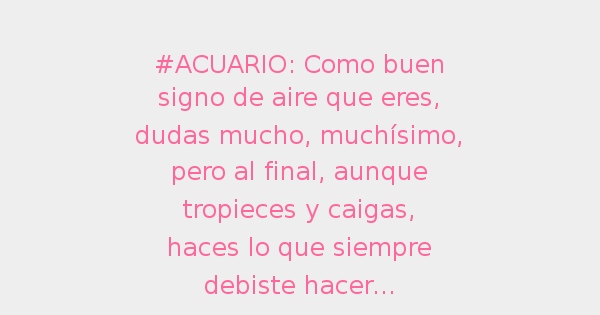 #ACUARIO: Como buen
signo de aire que eres,
dudas mucho, muchísimo,
pero al final, aunque
tropieces y caigas,
haces lo que siempre
debiste hacer...